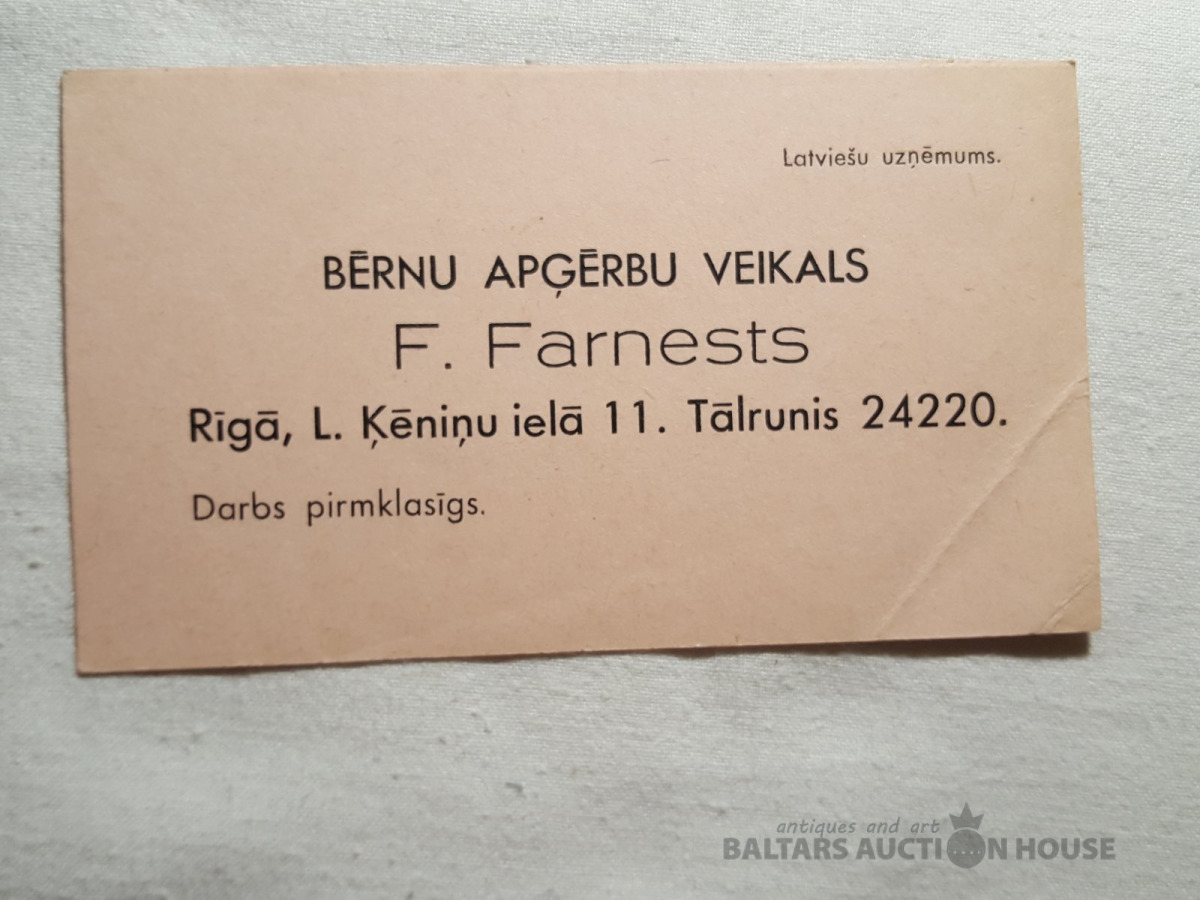 Latviešu uzņēmums.
BĒRNU APĢĒRBU VEIKALS
F. Farnests
Rīgā, L. Ķēniņu ielā 11. Tālrunis 24220.
Darbs pirmklasīgs.
antiques and art
BALTARS AUCTION HOUSE